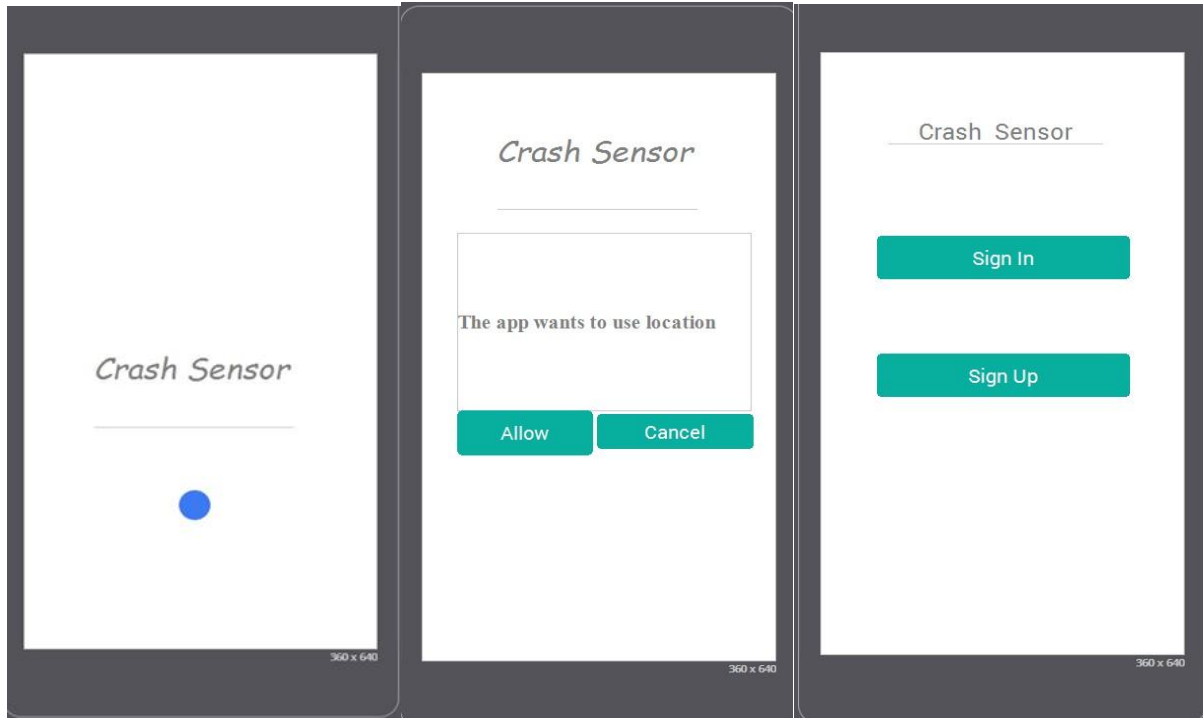 Crash Sensor
360 x 640
Crash Sensor
The app wants to use location
Allow
Cancel
360 x 640
Crash Sensor
Sign In
Sign Up
360 x 640